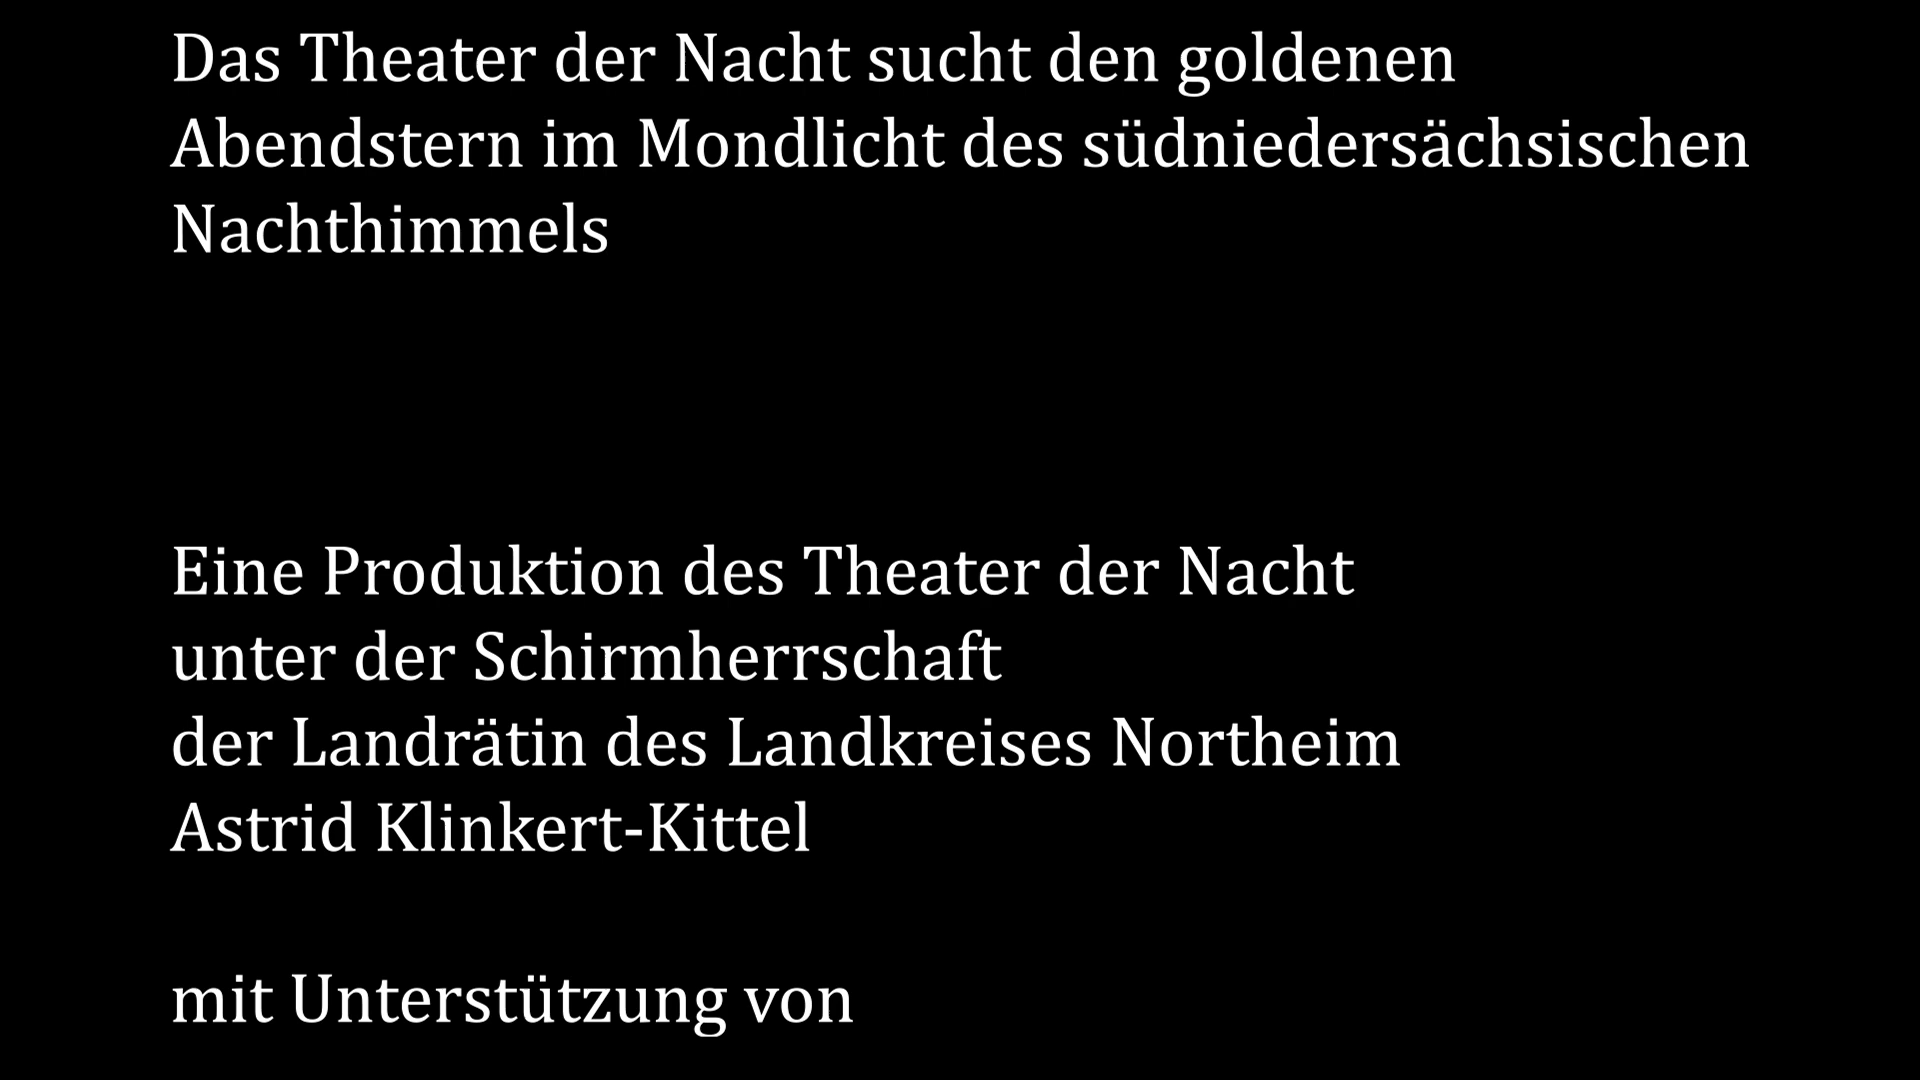 Das Theater der Nacht sucht den goldenen
Abendstern im Mondlicht des südniedersächsischen
Nachthimmels
Eine Produktion des Theater der Nacht
unter der Schirmherrschaft
der Landrätin des Landkreises Northeim
Astrid Klinkert-Kittel
mit Unterstützung von